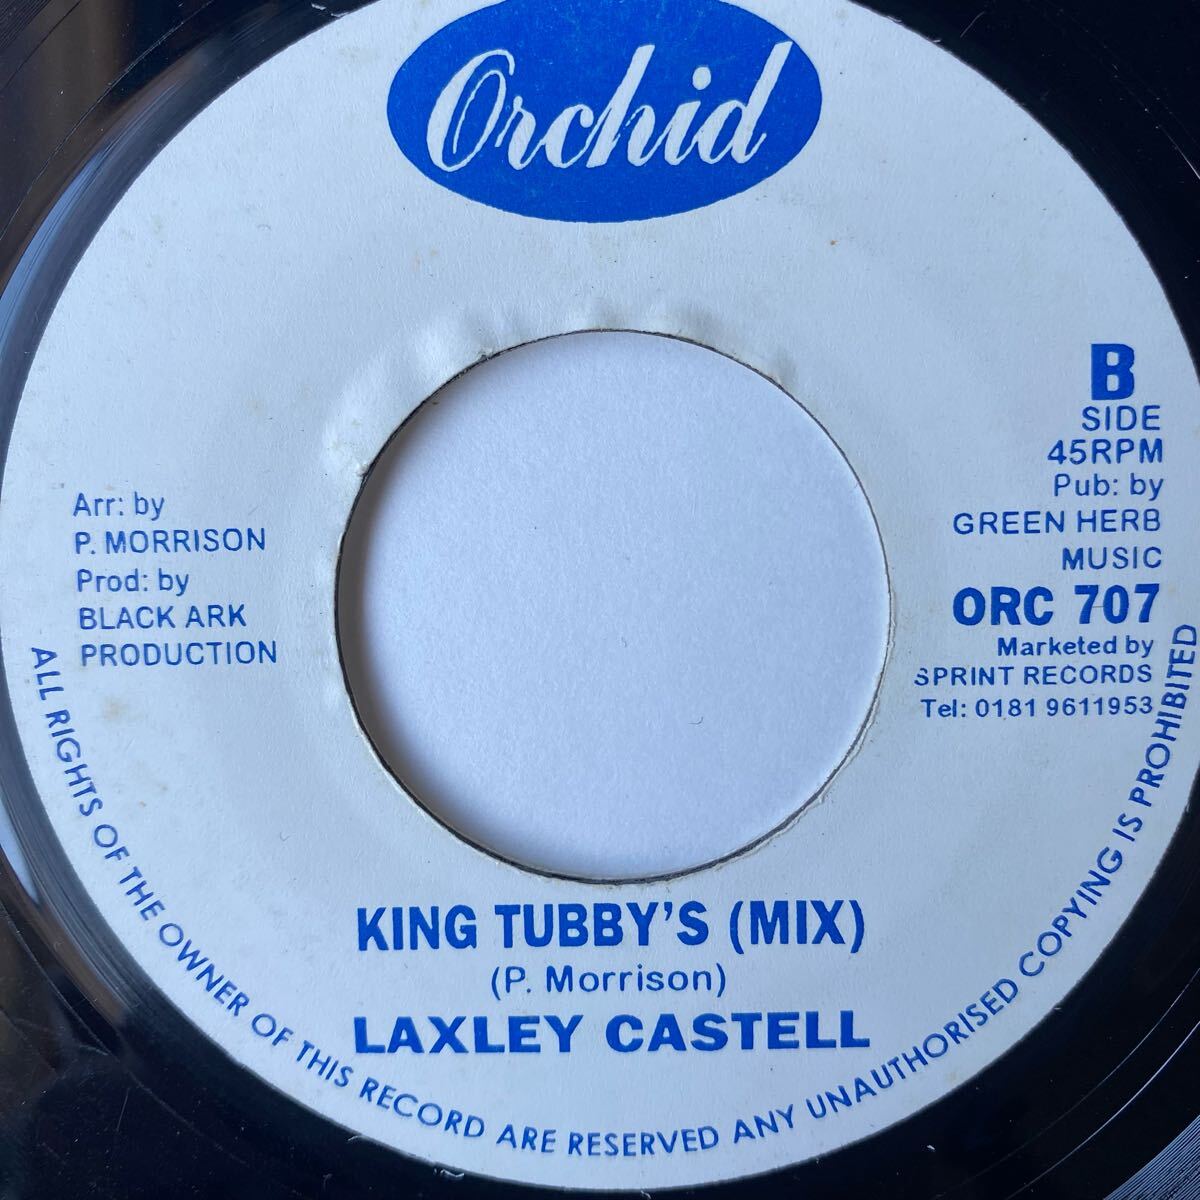 Orchid
B
SIDE
45RPM
Pub: by
GREEN HERB
MUSIC
ORC 707
Marketed by
SPRINT RECORDS
Tel: 0181 9611953
Arr: by
P. MORRISON
Prod: by
BLACK ARK
PRODUCTION
KING TUBBY'S (MIX)
(P. Morrison)
LAXLEY CASTELL
ALL RIGHTS OF THE OWNER OF THIS RECORD ARE RESERVED ANY UNAUTHORISED COPYING IS PROHIBITED